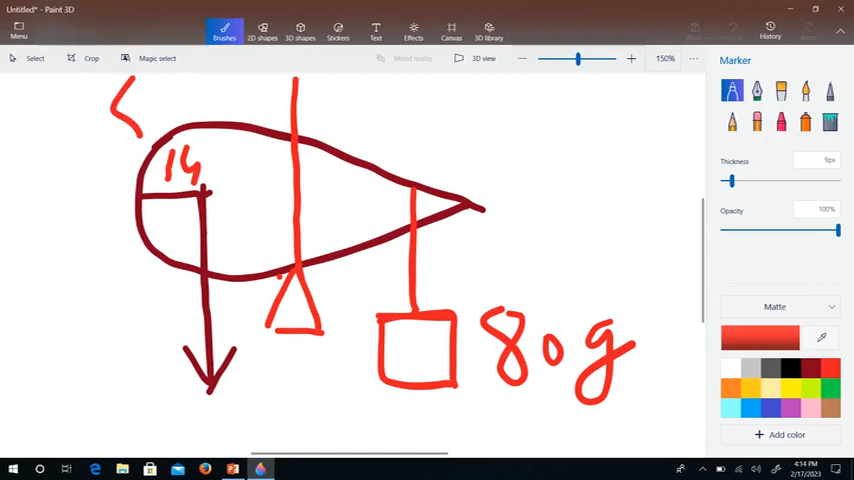 Untitled* - Paint 3D
Menu
Brushes
2D shapes
3D shapes
Stickers
Text
Effects
Canvas
3D library
History
Select
Crop
Magic select
Mixed reality
3D view
150%
Marker
Thickness
9px
Opacity
100%
Matte
Add color
14
80g
4:14 PM
2/17/2023